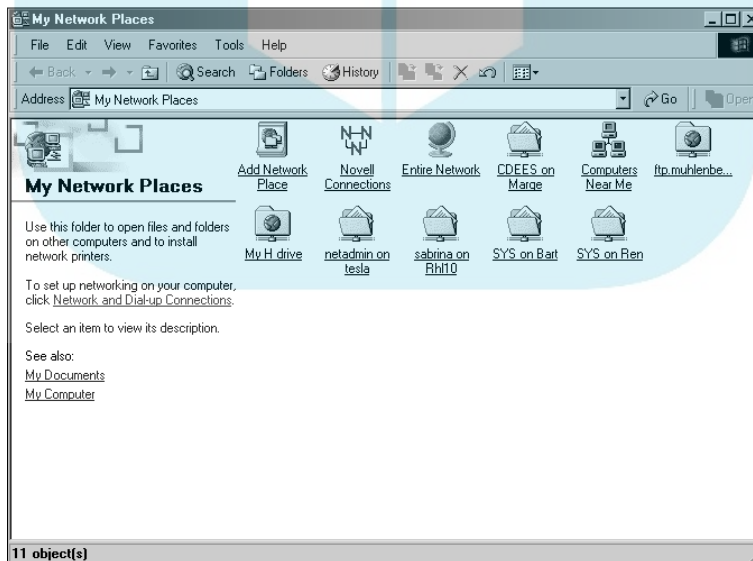 My Network Places
File Edit View Favorites Tools Help
Back Search Folders History
Address My Network Places Go Open
My Network Places
Use this folder to open files and folders
on other computers and to install
network printers.
To set up networking on your computer,
click Network and Dial-up Connections.
Select an item to view its description.
See also:
My Documents
My Computer
Add Network
Place
Novell
Connections
Entire Network
CDEES on
Marge
Computers
Near Me
ftp.muhlenbe...
My H drive
netadmin on
tesla
sabrina on
Rhl10
SYS on Bart
SYS on Ren
11 object(s)